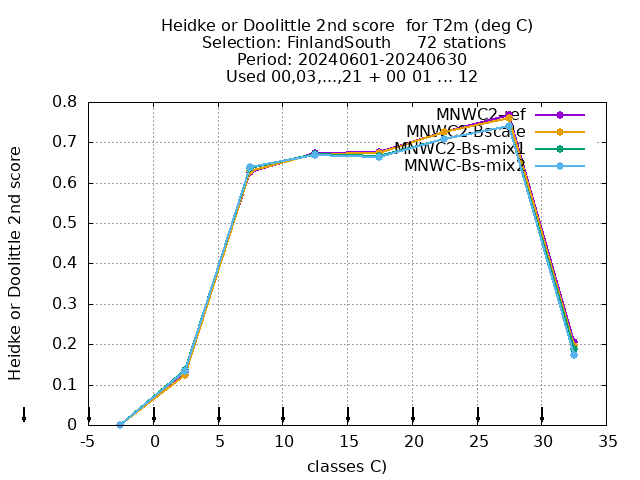 Heidke or Doolittle 2nd score  for T2m (deg C)
Selection: FinlandSouth     72 stations
Period: 20240601-20240630
Used 00,03,...,21 + 00 01 ... 12
Heidke or Doolittle 2nd score
0.8
0.7
0.6
0.5
0.4
0.3
0.2
0.1
0
MNWC2-ref
MNWC2-Bscale
MNWC2-Bs-mix1
MNWC-Bs-mix2
-5 0 5 10 15 20 25 30 35
classes C)